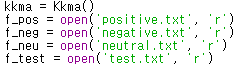 kkma = Kkma()
f_pos = open('positive.txt', 'r')
f_neg = open('negative.txt', 'r')
f_neu = open('neutral.txt', 'r')
f_test = open('test.txt', 'r')